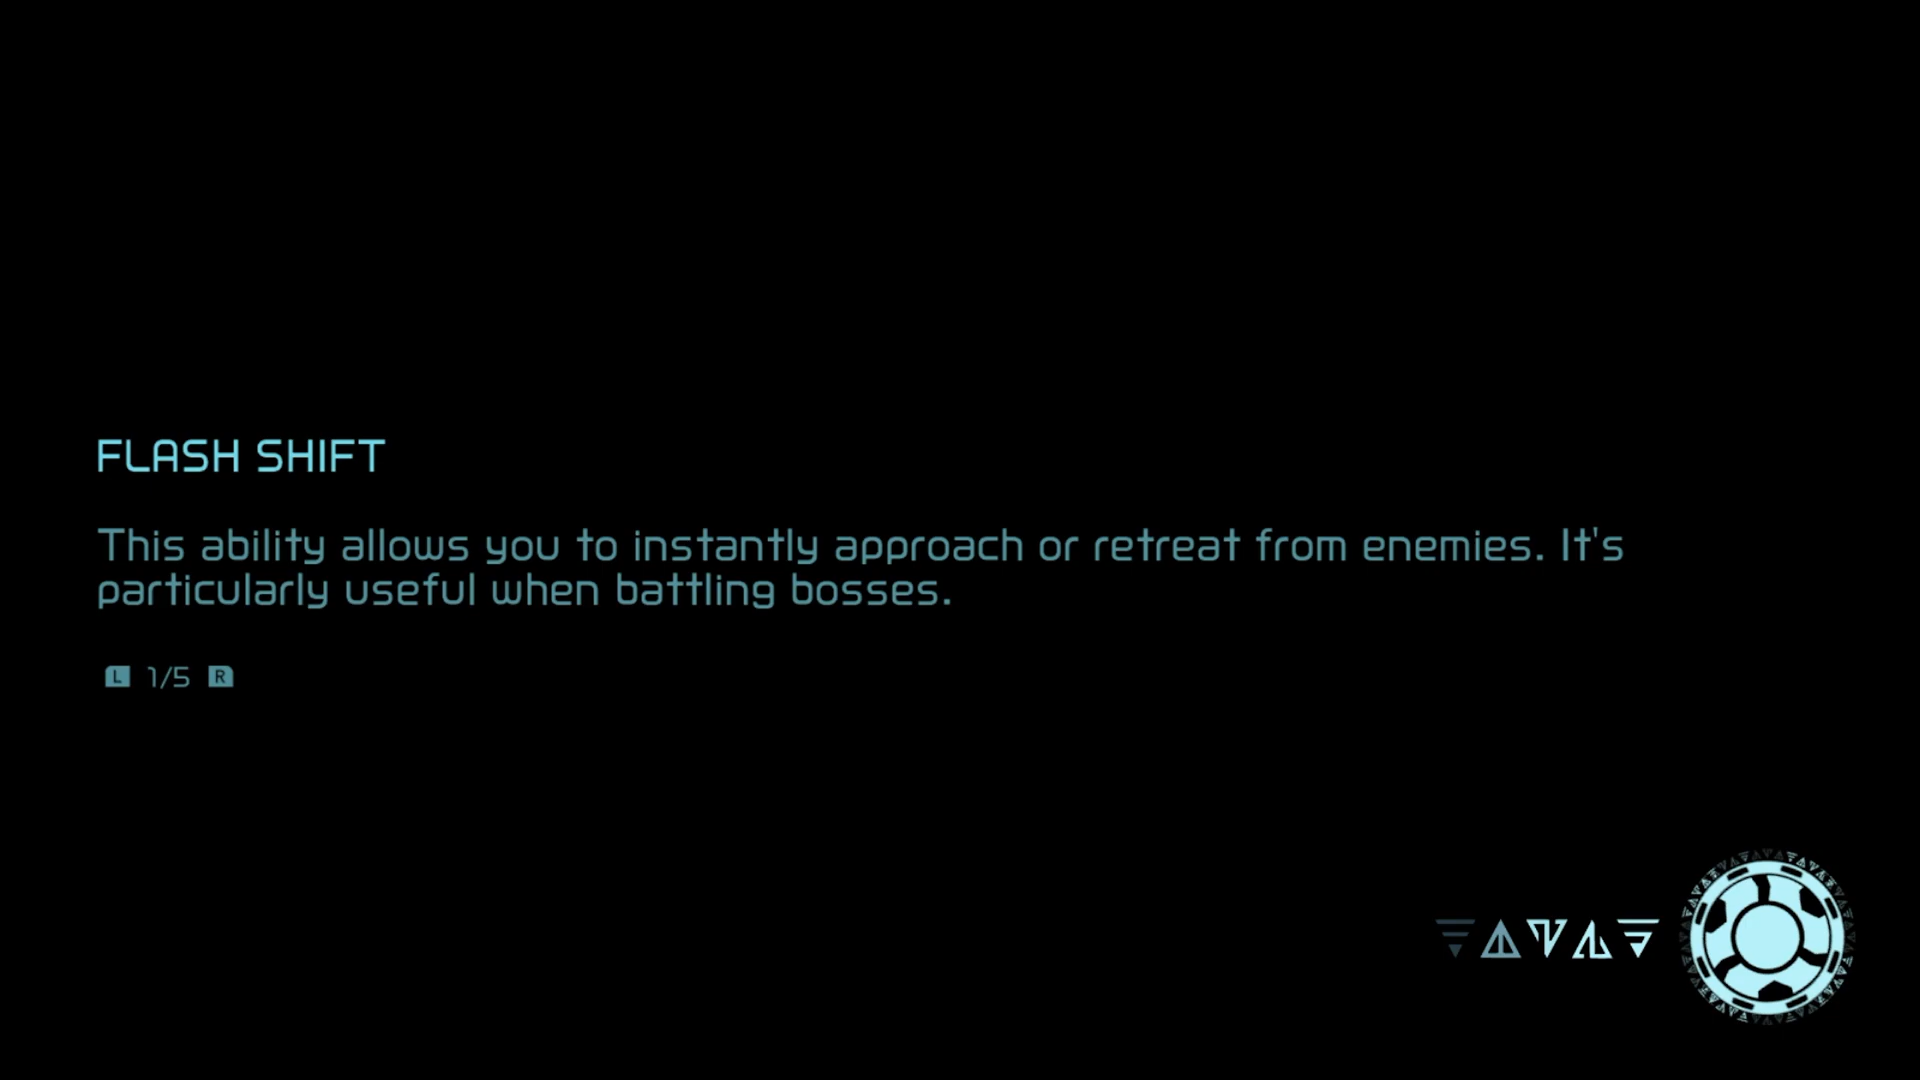 FLASH SHIFT
This ability allows you to instantly approach or retreat from enemies. It's
particularly useful when battling bosses.
L 1/5 R